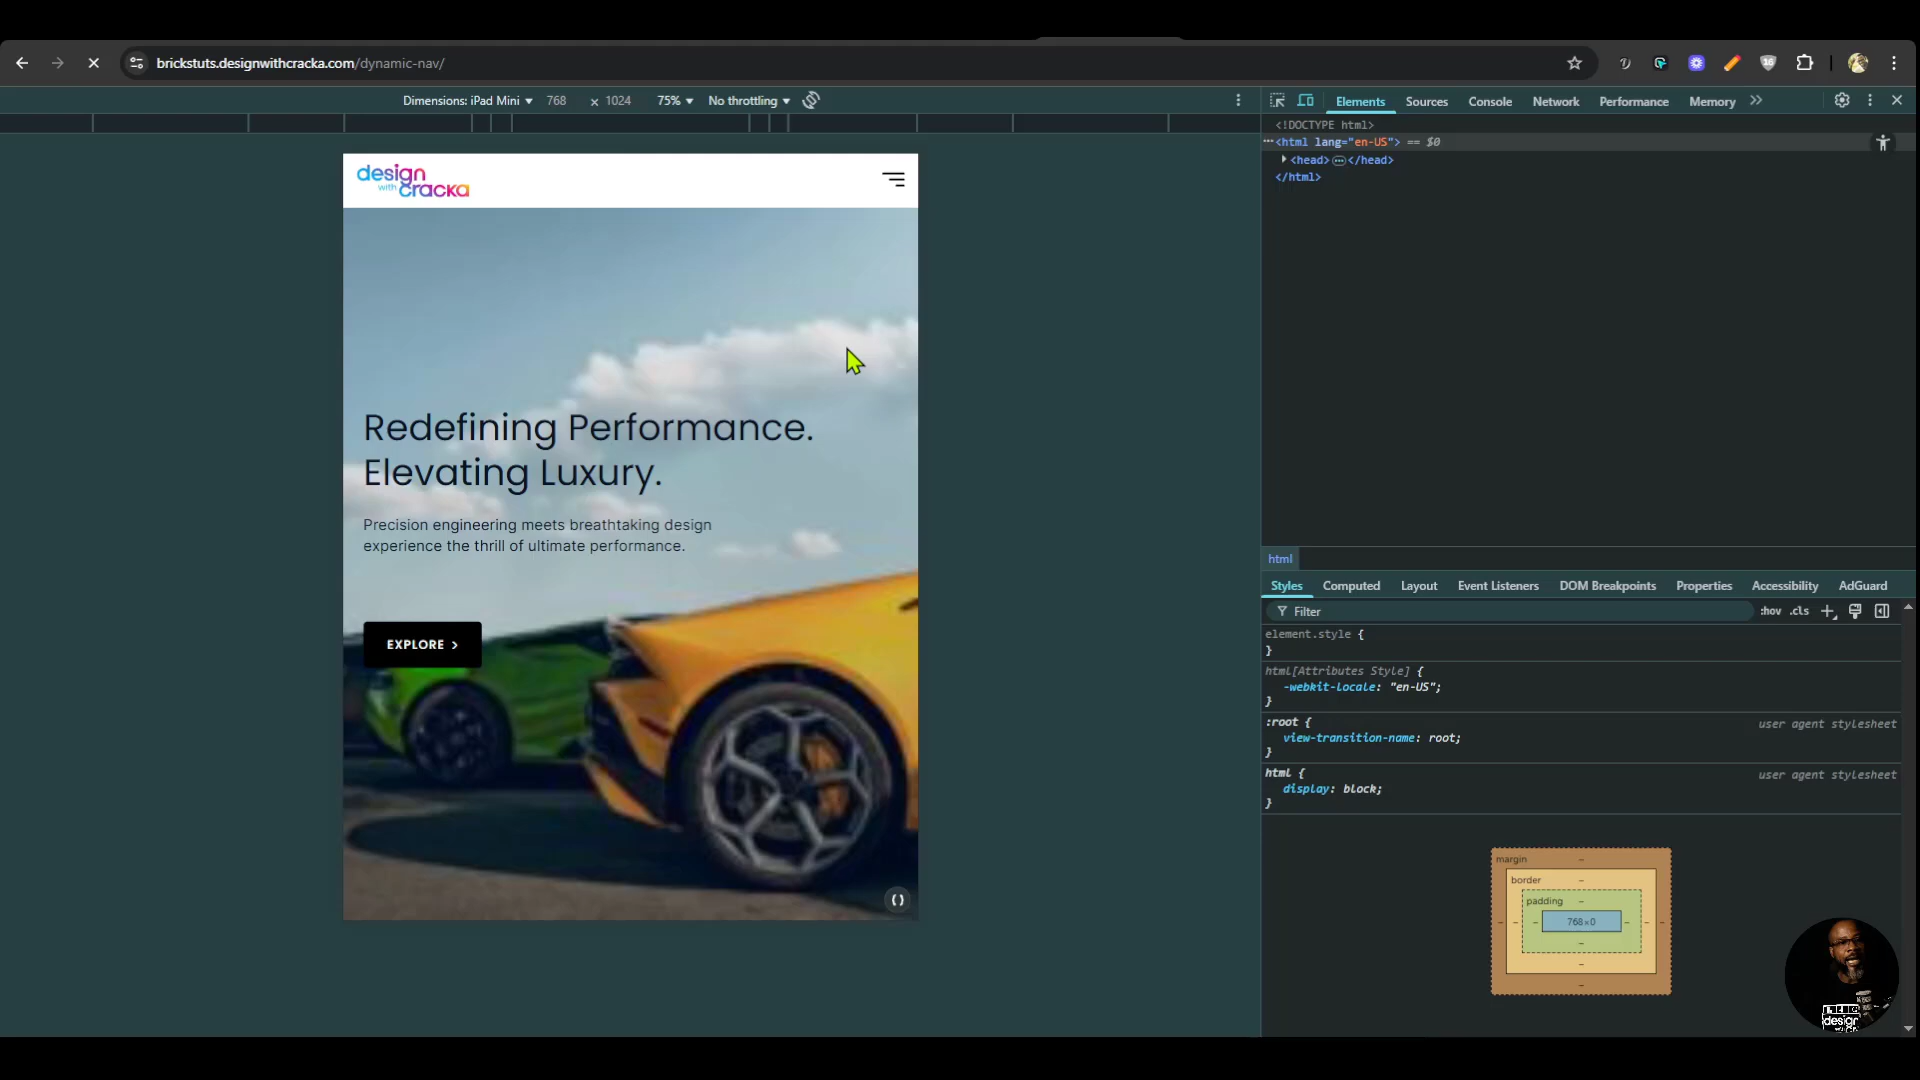 brickstuts.designwithcracka.com/dynamic-nav/
Dimensions: iPad Mini 768 x 1024 75% No throttling
Elements Sources Console Network Performance Memory
<!DOCTYPE html>
<html lang="en-US"> == $0
<head> </head>
</html>
design
with cracka
Redefining Performance.
Elevating Luxury.
Precision engineering meets breathtaking design
experience the thrill of ultimate performance.
EXPLORE >
html
Styles Computed Layout Event Listeners DOM Breakpoints Properties Accessibility AdGuard
Filter :hov .cls
element.style {
}
html[Attributes Style] {
-webkit-locale: "en-US";
}
:root { user agent stylesheet
view-transition-name: root;
}
html { user agent stylesheet
display: block;
}
margin –
border –
padding –
768×0
design